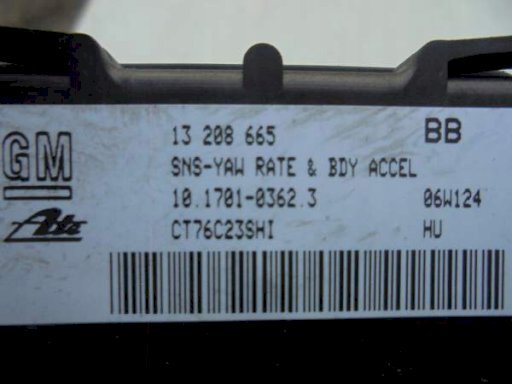 GM
13 208 665 BB
SNS-YAW RATE & BDY ACCEL
10.1701-0362.3 06W124
Ate CT76C23SHI HU